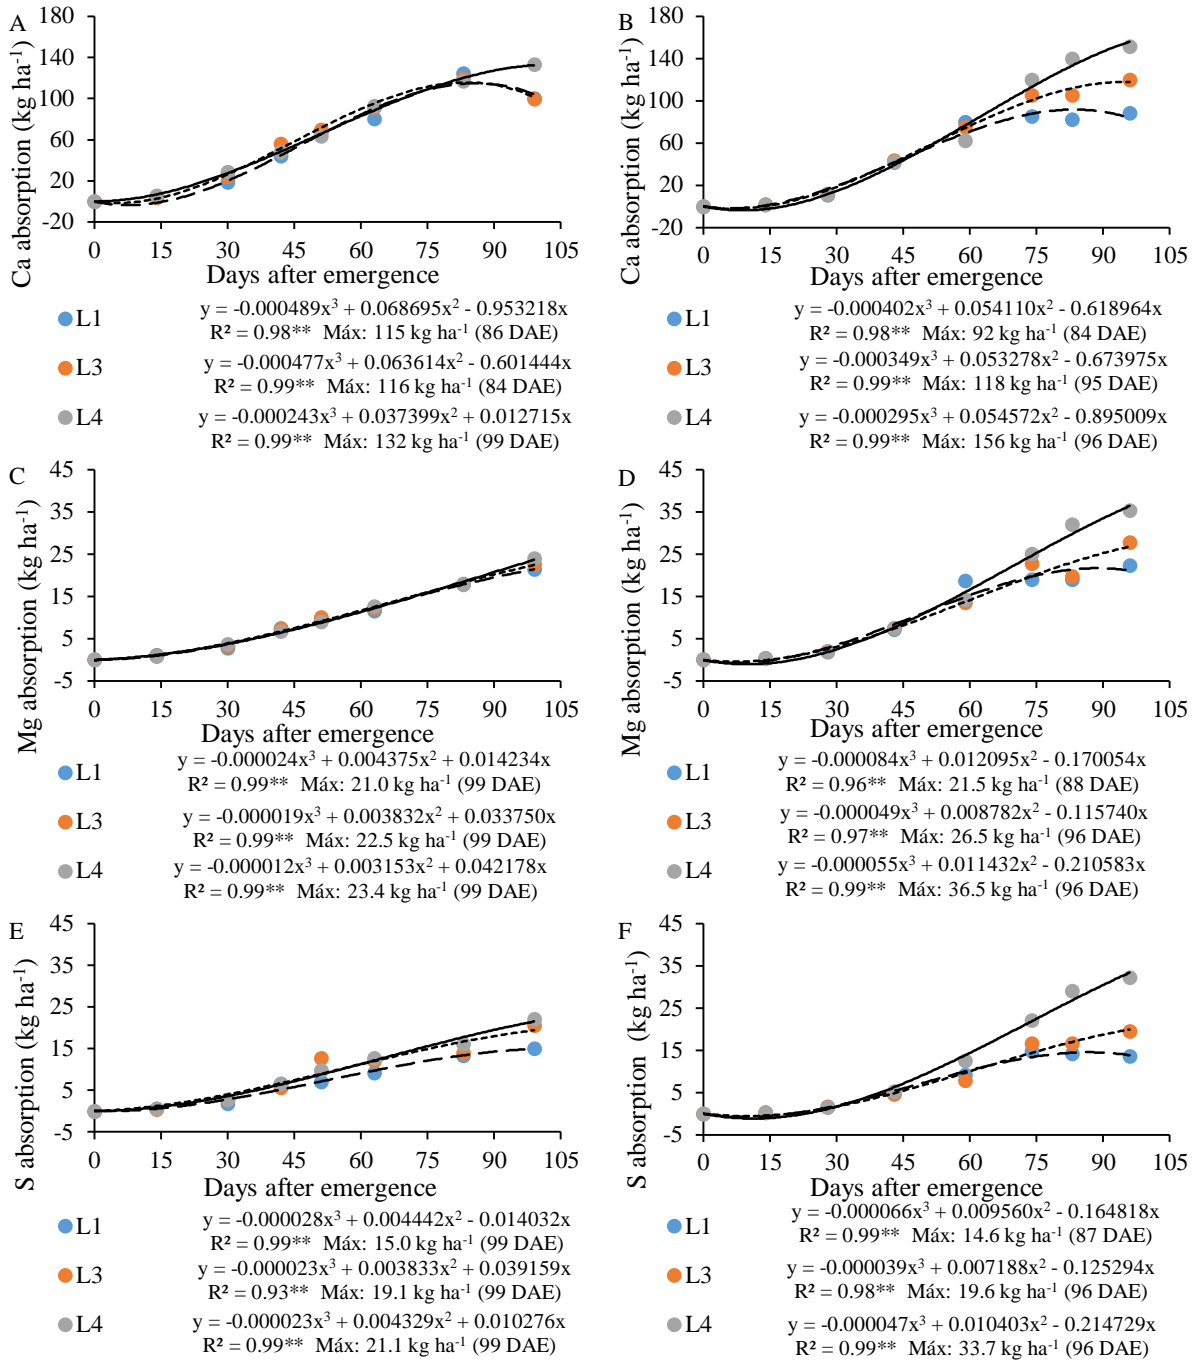 A
Ca absorption (kg ha⁻¹)
180
140
100
60
20
-20
0 15 30 45 60 75 90 105
Days after emergence
L1
y = -0.000489x³ + 0.068695x² - 0.953218x
R² = 0.98** Máx: 115 kg ha⁻¹ (86 DAE)
L3
y = -0.000477x³ + 0.063614x² - 0.601444x
R² = 0.99** Máx: 116 kg ha⁻¹ (84 DAE)
L4
y = -0.000243x³ + 0.037399x² + 0.012715x
R² = 0.99** Máx: 132 kg ha⁻¹ (99 DAE)
B
Ca absorption (kg ha⁻¹)
180
140
100
60
20
-20
0 15 30 45 60 75 90 105
Days after emergence
L1
y = -0.000402x³ + 0.054110x² - 0.618964x
R² = 0.98** Máx: 92 kg ha⁻¹ (84 DAE)
L3
y = -0.000349x³ + 0.053278x² - 0.673975x
R² = 0.99** Máx: 118 kg ha⁻¹ (95 DAE)
L4
y = -0.000295x³ + 0.054572x² - 0.895009x
R² = 0.99** Máx: 156 kg ha⁻¹ (96 DAE)
C
Mg absorption (kg ha⁻¹)
45
35
25
15
5
-5
0 15 30 45 60 75 90 105
Days after emergence
L1
y = -0.000024x³ + 0.004375x² + 0.014234x
R² = 0.99** Máx: 21.0 kg ha⁻¹ (99 DAE)
L3
y = -0.000019x³ + 0.003832x² + 0.033750x
R² = 0.99** Máx: 22.5 kg ha⁻¹ (99 DAE)
L4
y = -0.000012x³ + 0.003153x² + 0.042178x
R² = 0.99** Máx: 23.4 kg ha⁻¹ (99 DAE)
D
Mg absorption (kg ha⁻¹)
45
35
25
15
5
-5
0 15 30 45 60 75 90 105
Days after emergence
L1
y = -0.000084x³ + 0.012095x² - 0.170054x
R² = 0.96** Máx: 21.5 kg ha⁻¹ (88 DAE)
L3
y = -0.000049x³ + 0.008782x² - 0.115740x
R² = 0.97** Máx: 26.5 kg ha⁻¹ (96 DAE)
L4
y = -0.000055x³ + 0.011432x² - 0.210583x
R² = 0.99** Máx: 36.5 kg ha⁻¹ (96 DAE)
E
S absorption (kg ha⁻¹)
45
35
25
15
5
-5
0 15 30 45 60 75 90 105
Days after emergence
L1
y = -0.000028x³ + 0.004442x² - 0.014032x
R² = 0.99** Máx: 15.0 kg ha⁻¹ (99 DAE)
L3
y = -0.000023x³ + 0.003833x² + 0.039159x
R² = 0.93** Máx: 19.1 kg ha⁻¹ (99 DAE)
L4
y = -0.000023x³ + 0.004329x² + 0.010276x
R² = 0.99** Máx: 21.1 kg ha⁻¹ (99 DAE)
F
S absorption (kg ha⁻¹)
45
35
25
15
5
-5
0 15 30 45 60 75 90 105
Days after emergence
L1
y = -0.000066x³ + 0.009560x² - 0.164818x
R² = 0.99** Máx: 14.6 kg ha⁻¹ (87 DAE)
L3
y = -0.000039x³ + 0.007188x² - 0.125294x
R² = 0.98** Máx: 19.6 kg ha⁻¹ (96 DAE)
L4
y = -0.000047x³ + 0.010403x² - 0.214729x
R² = 0.99** Máx: 33.7 kg ha⁻¹ (96 DAE)